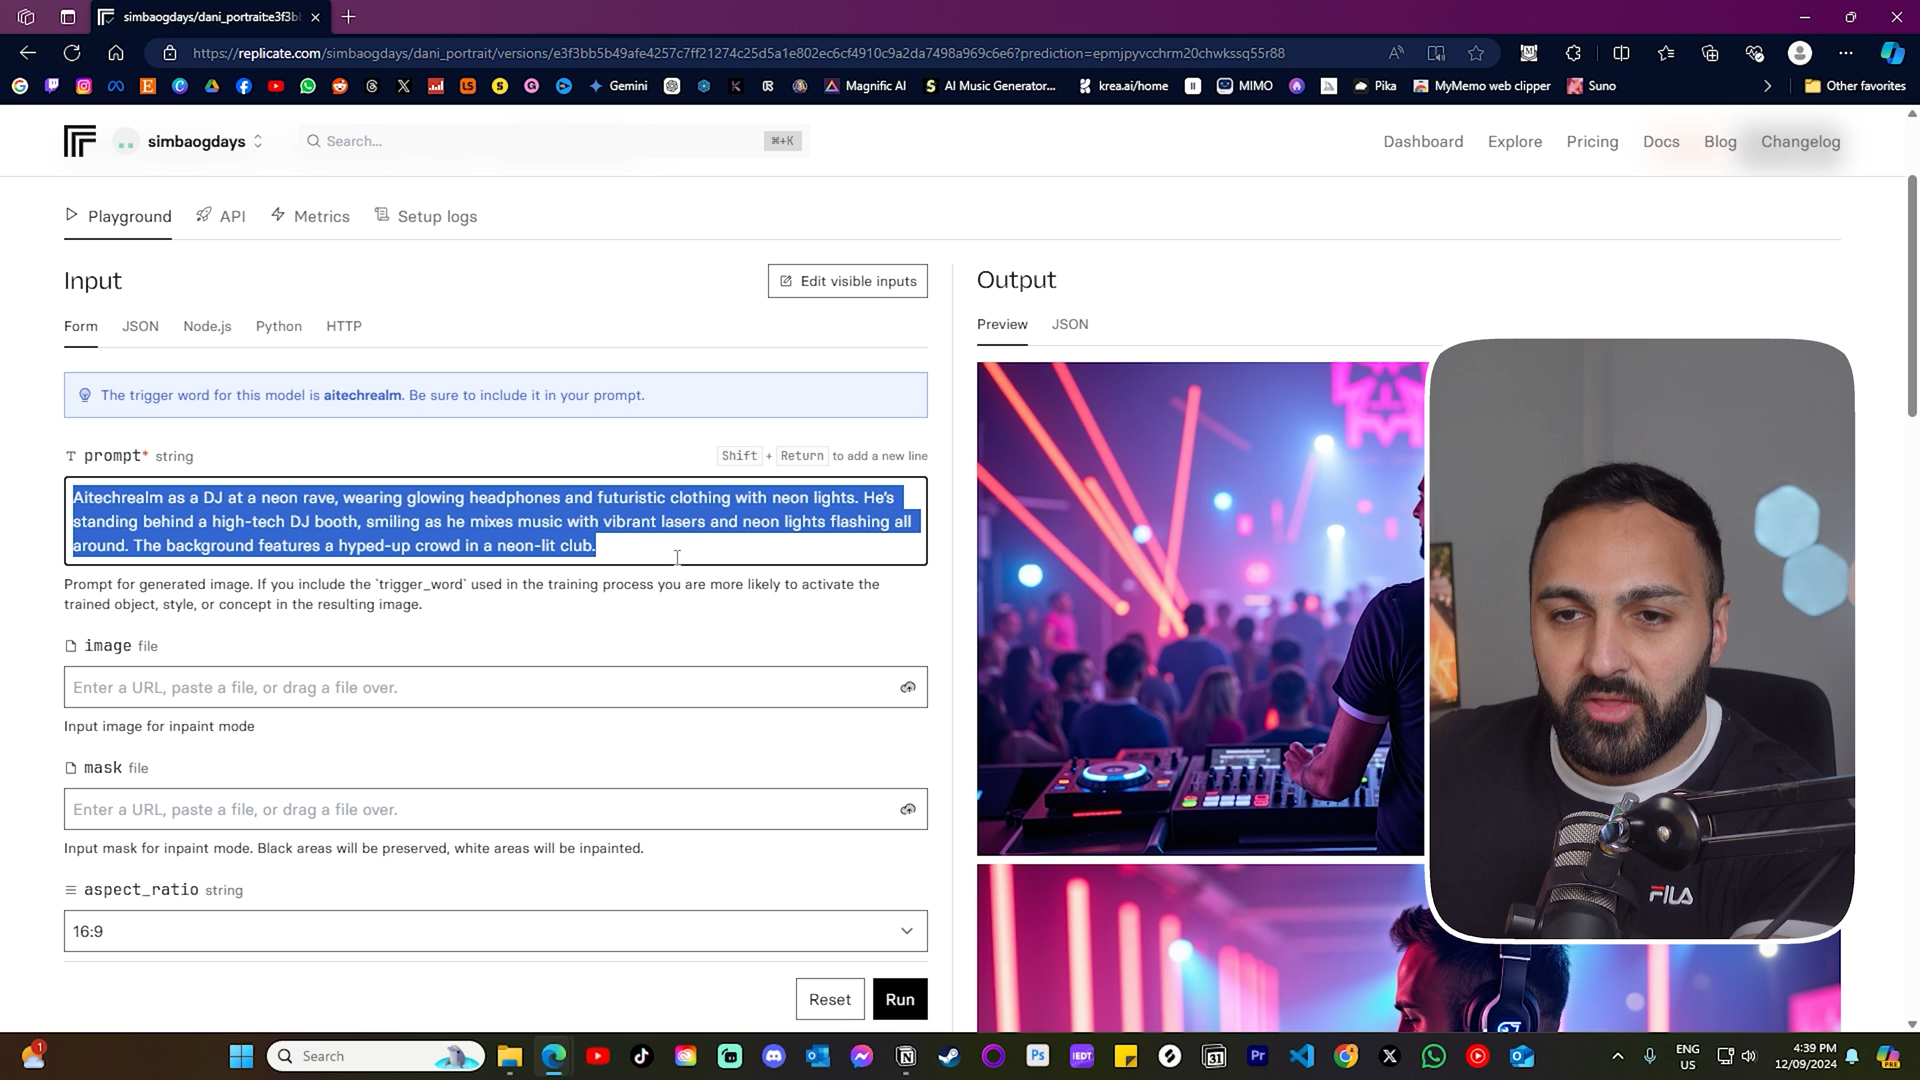 simbaogdays/dani_portrait:e3f3bb
https://replicate.com/simbaogdays/dani_portrait/versions/e3f3bb5b49afe4257c7ff21274c25d5a1e802ec6cf4910c9a2da7498a969c6e6?prediction=epmjpyvcchrm20chwkssg55r88
Gemini
Magnific AI
AI Music Generator...
krea.ai/home
MIMO
Pika
MyMemo web clipper
Suno
Other favorites
simbaogdays
Search...
⌘+K
Dashboard
Explore
Pricing
Docs
Blog
Changelog
Playground
API
Metrics
Setup logs
Input
Edit visible inputs
Form
JSON
Node.js
Python
HTTP
The trigger word for this model is aitechrealm. Be sure to include it in your prompt.
prompt* string
Shift + Return to add a new line
Aitechrealm as a DJ at a neon rave, wearing glowing headphones and futuristic clothing with neon lights. He's
standing behind a high-tech DJ booth, smiling as he mixes music with vibrant lasers and neon lights flashing all
around. The background features a hyped-up crowd in a neon-lit club.
Prompt for generated image. If you include the `trigger_word` used in the training process you are more likely to activate the
trained object, style, or concept in the resulting image.
image file
Enter a URL, paste a file, or drag a file over.
Input image for inpaint mode
mask file
Enter a URL, paste a file, or drag a file over.
Input mask for inpaint mode. Black areas will be preserved, white areas will be inpainted.
aspect_ratio string
16:9
Reset
Run
Output
Preview
JSON
FILA
1
Search
Ps
IEDT
31
Pr
ENG
US
4:39 PM
12/09/2024